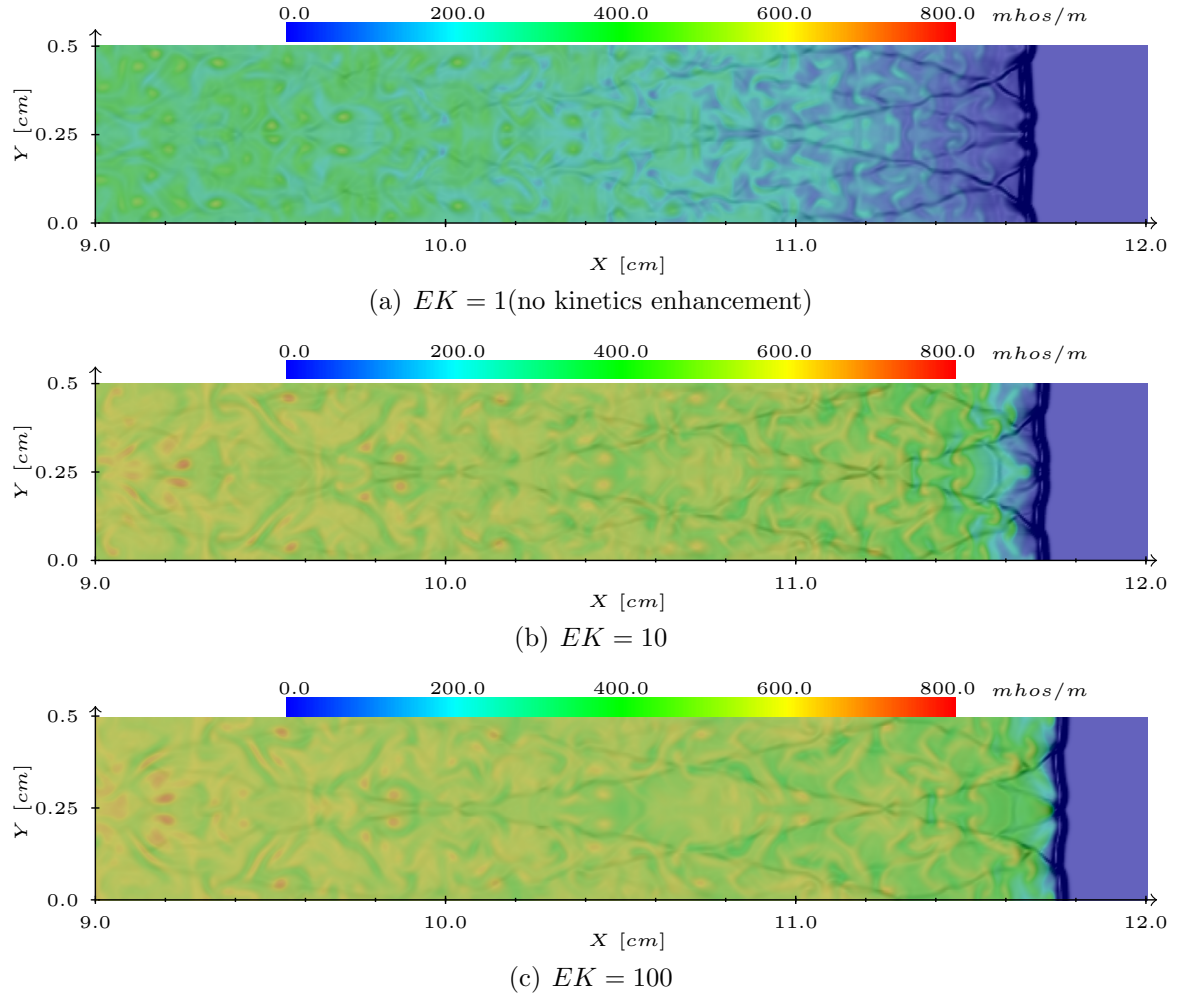 0.0 200.0 400.0 600.0 800.0 mhos/m
0.5
0.25
0.0
Y [cm]
9.0 10.0 11.0 12.0
X [cm]
(a) EK = 1(no kinetics enhancement)
0.0 200.0 400.0 600.0 800.0 mhos/m
0.5
0.25
0.0
Y [cm]
9.0 10.0 11.0 12.0
X [cm]
(b) EK = 10
0.0 200.0 400.0 600.0 800.0 mhos/m
0.5
0.25
0.0
Y [cm]
9.0 10.0 11.0 12.0
X [cm]
(c) EK = 100